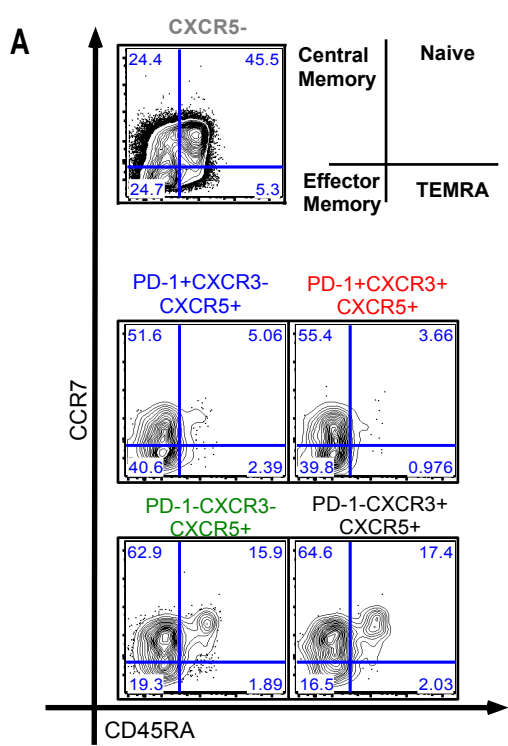 A
CXCR5-
24.4 45.5
24.7 5.3
Central Memory
Naive
Effector Memory
TEMRA
PD-1+CXCR3-
CXCR5+
51.6 5.06
40.6 2.39
PD-1+CXCR3+
CXCR5+
55.4 3.66
39.8 0.976
PD-1-CXCR3-
CXCR5+
62.9 15.9
19.3 1.89
PD-1-CXCR3+
CXCR5+
64.6 17.4
16.5 2.03
CCR7
CD45RA